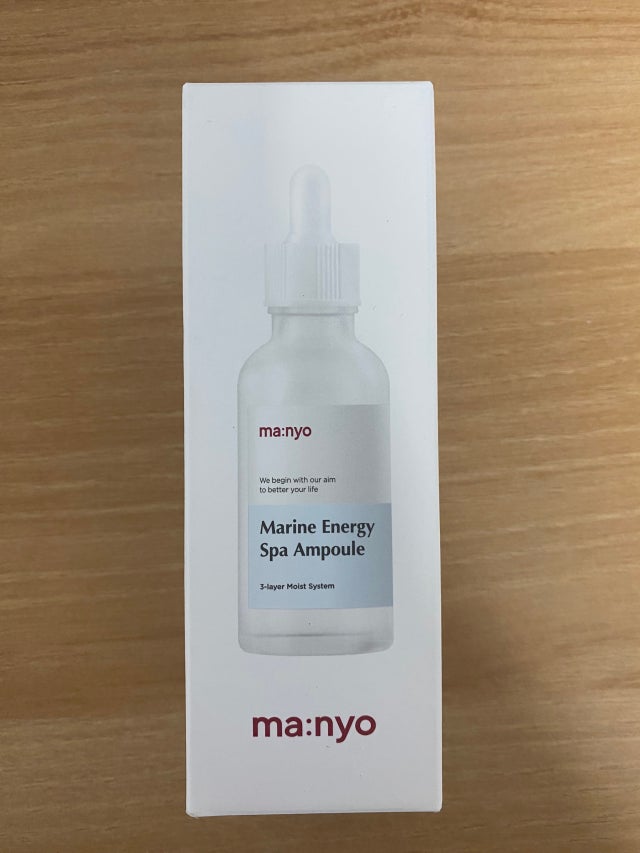 ma:nyo
We begin with our aim
to better your life
Marine Energy
Spa Ampoule
3-layer Moist System
ma:nyo